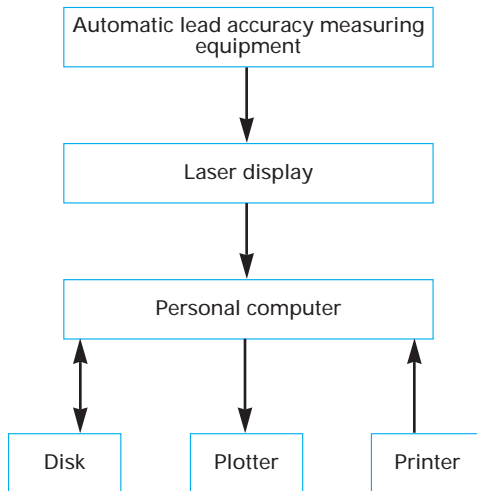 Automatic lead accuracy measuring
equipment
Laser display
Personal computer
Disk
Plotter
Printer